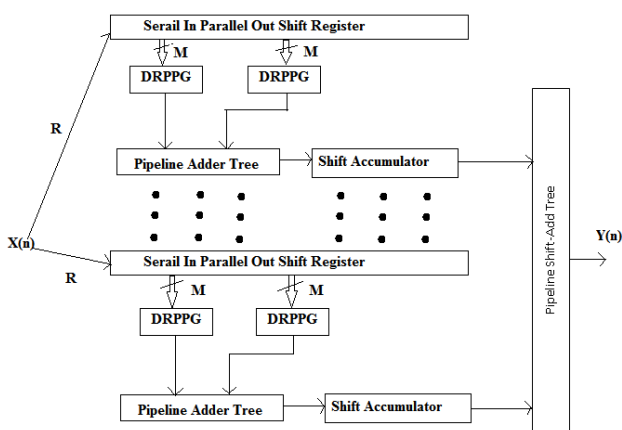 Serail In Parallel Out Shift Register
M
M
DRPPG
DRPPG
R
Pipeline Adder Tree
Shift Accumulator
X(n)
Serail In Parallel Out Shift Register
R
M
M
DRPPG
DRPPG
Pipeline Adder Tree
Shift Accumulator
Pipeline Shift-Add Tree
Y(n)